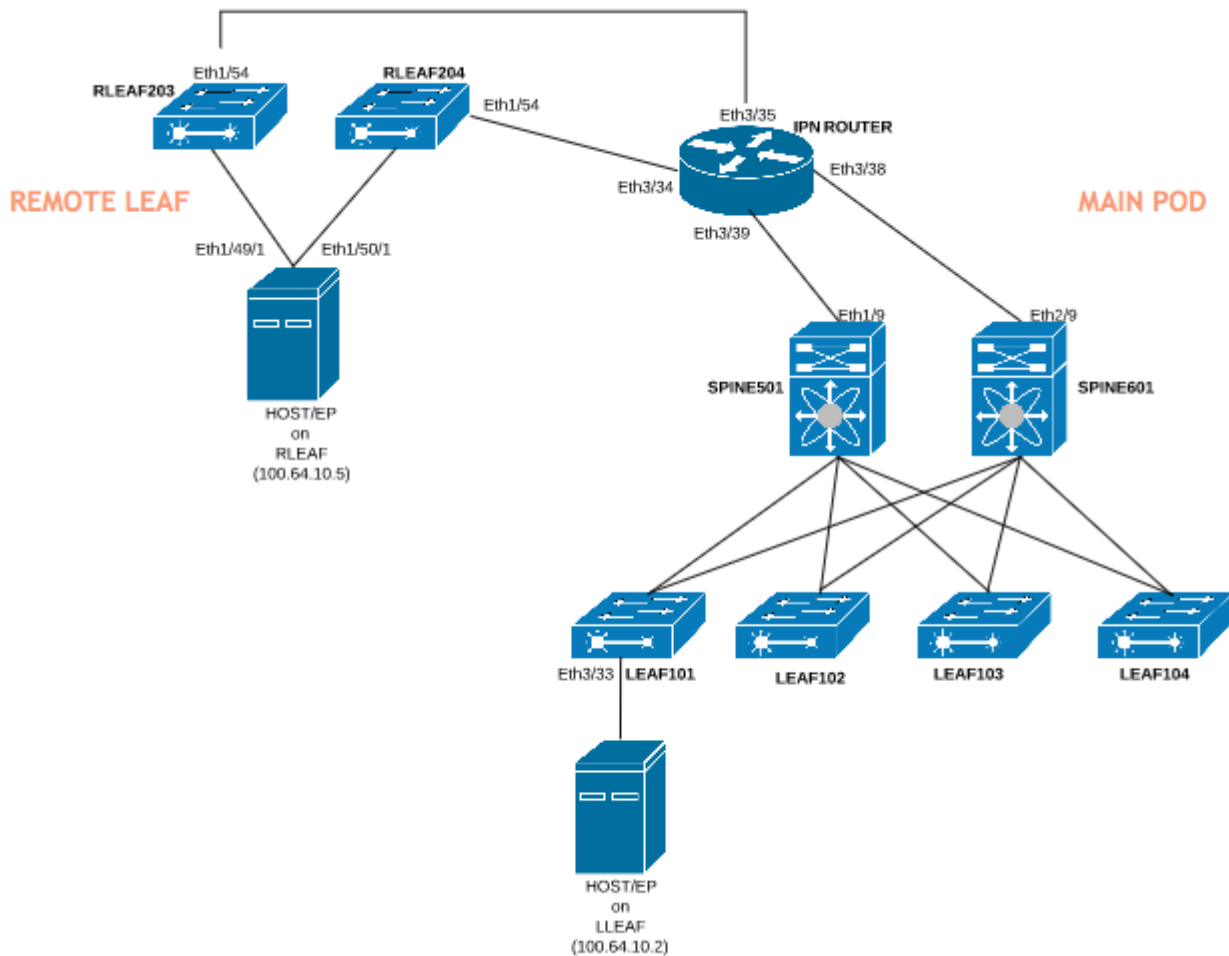 Eth1/54
RLEAF203
RLEAF204
Eth1/54
Eth3/35
IPN ROUTER
Eth3/34
Eth3/38
REMOTE LEAF
MAIN POD
Eth3/39
Eth1/49/1
Eth1/50/1
Eth1/9
Eth2/9
SPINE501
SPINE601
HOST/EP
on
RLEAF
(100.64.10.5)
Eth3/33
LEAF101
LEAF102
LEAF103
LEAF104
HOST/EP
on
LLEAF
(100.64.10.2)